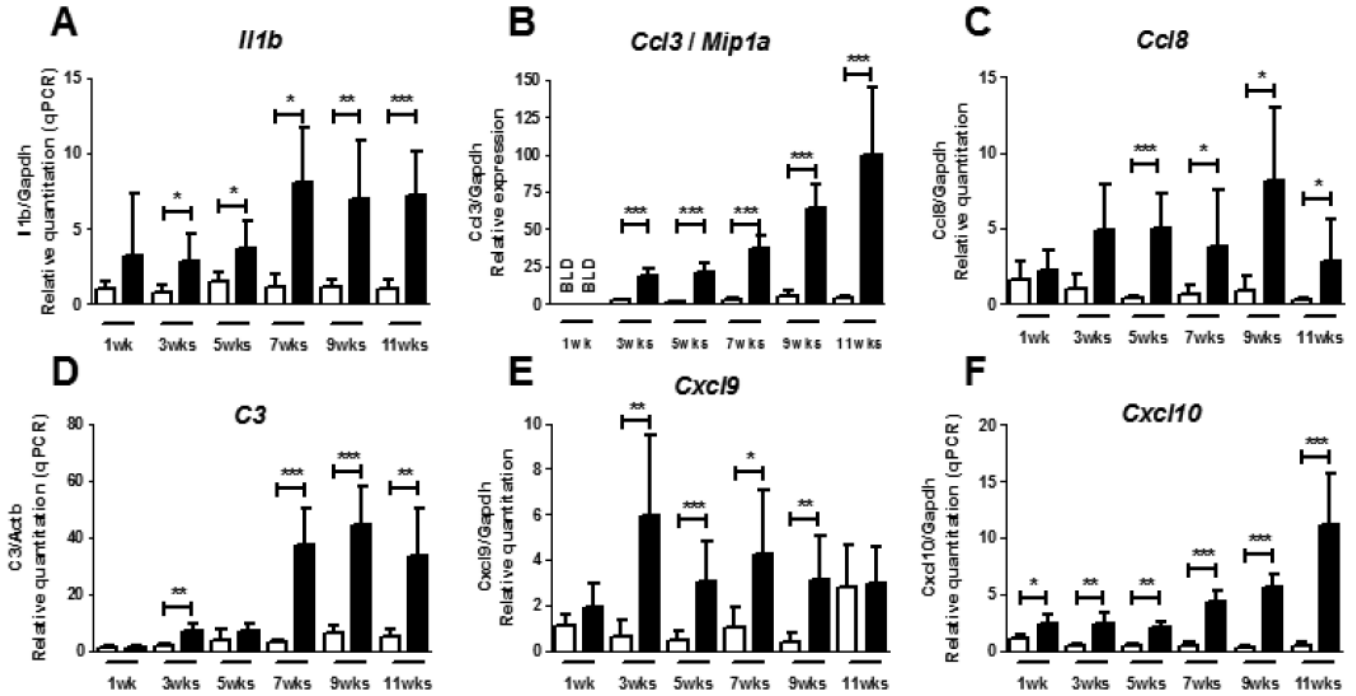 A
Il1b
Il1b/Gapdh
Relative quantitation (qPCR)
15
10
5
0
*
*
*
**
***
1wk
3wks
5wks
7wks
9wks
11wks
B
Ccl3 / Mip1a
Ccl3/Gapdh
Relative expression
150
125
100
75
50
25
0
BLD
BLD
***
***
***
***
***
1wk
3wks
5wks
7wks
9wks
11wks
C
Ccl8
Ccl8/Gapdh
Relative quantitation
15
10
5
0
***
*
*
*
1wk
3wks
5wks
7wks
9wks
11wks
D
C3
C3/Actb
Relative quantitation (qPCR)
80
60
40
20
0
**
***
***
**
1wk
3wks
5wks
7wks
9wks
11wks
E
Cxcl9
Cxcl9/Gapdh
Relative quantitation
10
8
6
4
2
0
**
***
*
**
1wk
3wks
5wks
7wks
9wks
11wks
F
Cxcl10
Cxcl10/Gapdh
Relative quantitation (qPCR)
20
15
10
5
0
*
**
**
***
***
***
1wk
3wks
5wks
7wks
9wks
11wks